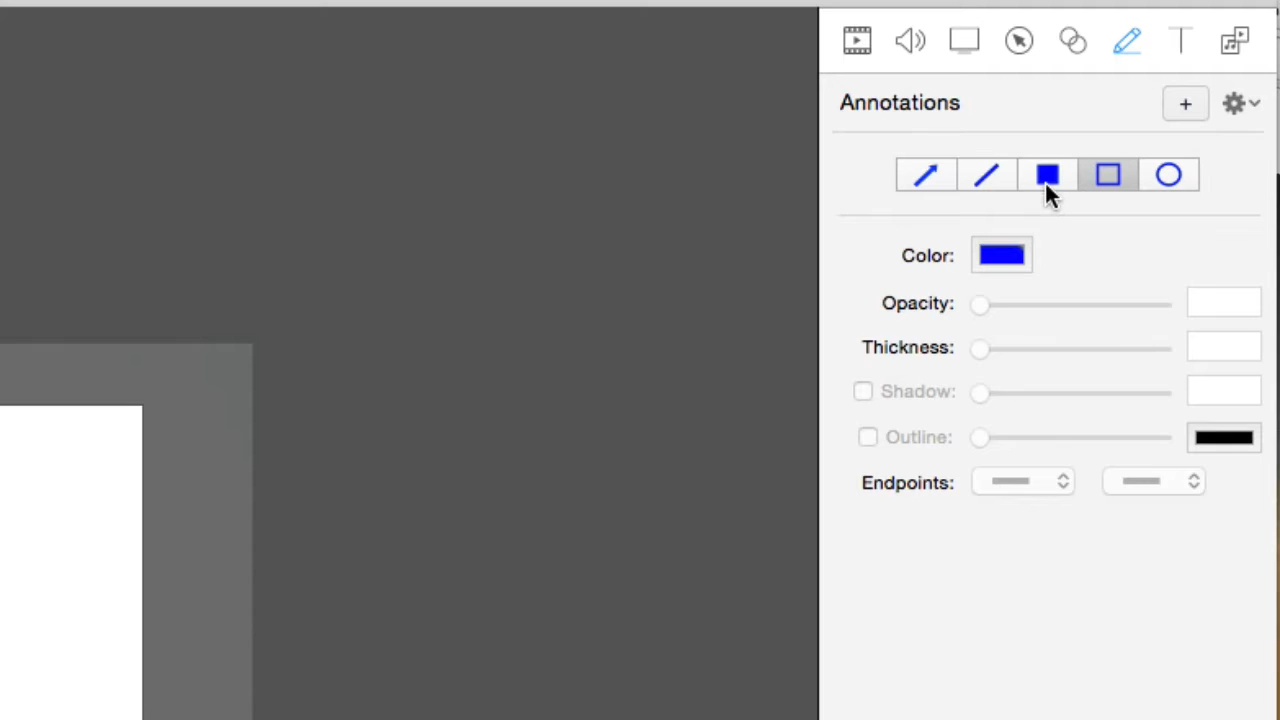 Annotations
Color:
Opacity:
Thickness:
Shadow:
Outline:
Endpoints: